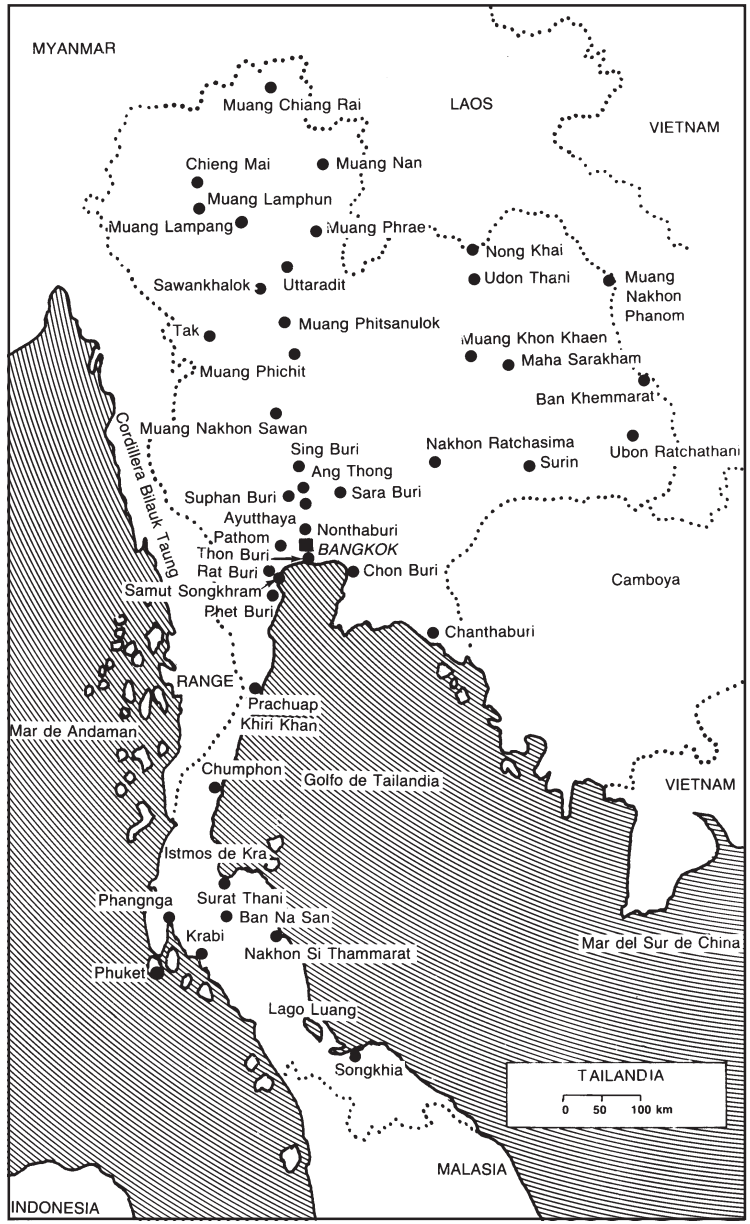 MYANMAR
Muang Chiang Rai
LAOS
VIETNAM
Chieng Mai
Muang Nan
Muang Lamphun
Muang Lampang
Muang Phrae
Nong Khai
Sawankhalok
Uttaradit
Udon Thani
Muang
Nakhon
Phanom
Tak
Muang Phitsanulok
Muang Khon Khaen
Maha Sarakham
Muang Phichit
Ban Khemmarat
Muang Nakhon Sawan
Cordillera Bilauk Taung
Sing Buri
Nakhon Ratchasima
Ubon Ratchathani
Ang Thong
Surin
Suphan Buri
Sara Buri
Ayutthaya
Nonthaburi
Pathom
BANGKOK
Thon Buri
Rat Buri
Chon Buri
Camboya
Samut Songkhram
Phet Buri
Chanthaburi
RANGE
Prachuap
Khiri Khan
Mar de Andaman
Chumphon
Golfo de Tailandia
VIETNAM
Istmos de Kra
Phangnga
Surat Thani
Ban Na San
Krabi
Nakhon Si Thammarat
Mar del Sur de China
Phuket
Lago Luang
Songkhia
TAILANDIA
0 50 100 km
MALASIA
INDONESIA